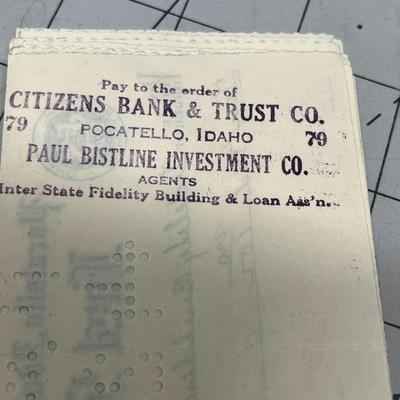 Pay to the order of
CITIZENS BANK & TRUST CO.
79 POCATELLO, IDAHO 79
PAUL BISTLINE INVESTMENT CO.
AGENTS
Inter State Fidelity Building & Loan Ass'n.